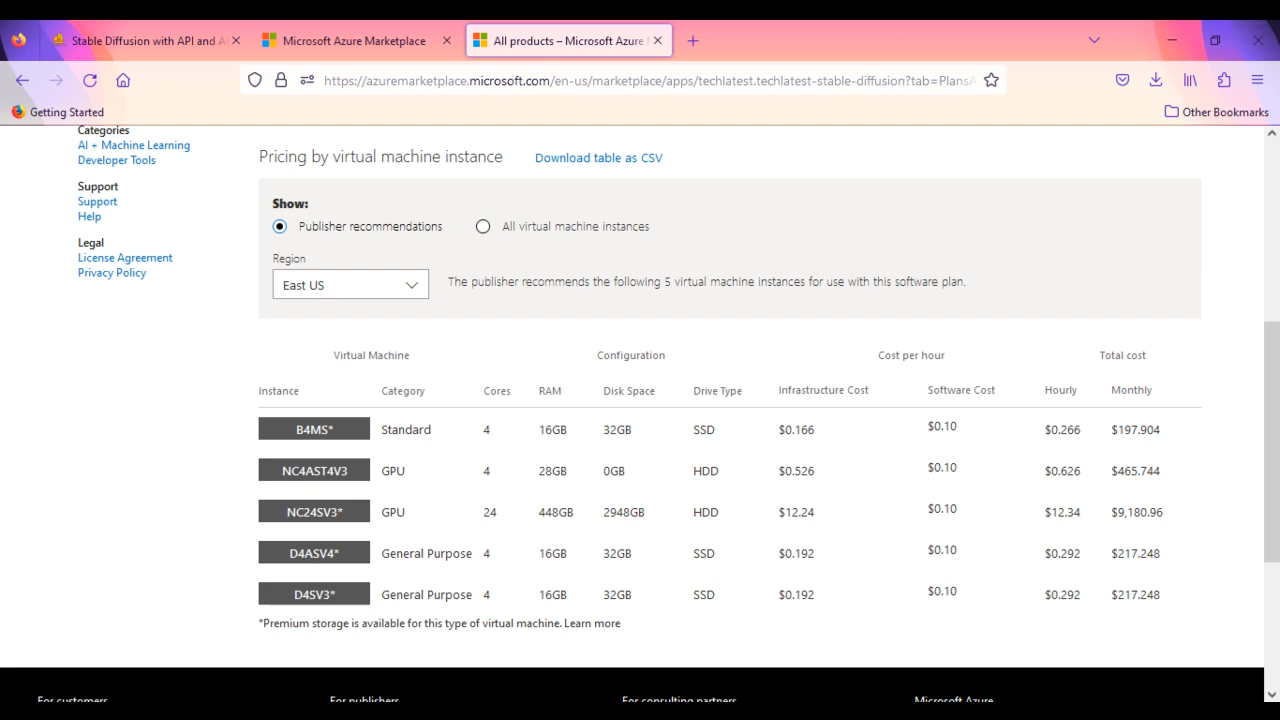 Stable Diffusion with API and A
Microsoft Azure Marketplace
All products – Microsoft Azure M
https://azuremarketplace.microsoft.com/en-us/marketplace/apps/techlatest.techlatest-stable-diffusion?tab=PlansA
Getting Started
Other Bookmarks
Categories
AI + Machine Learning
Developer Tools
Support
Support
Help
Legal
License Agreement
Privacy Policy
Pricing by virtual machine instance Download table as CSV
Show:
Publisher recommendations All virtual machine instances
Region
East US The publisher recommends the following 5 virtual machine instances for use with this software plan.
Virtual Machine Configuration Cost per hour Total cost
Instance Category Cores RAM Disk Space Drive Type Infrastructure Cost Software Cost Hourly Monthly
B4MS* Standard 4 16GB 32GB SSD $0.166 $0.10 $0.266 $197.904
NC4AST4V3 GPU 4 28GB 0GB HDD $0.526 $0.10 $0.626 $465.744
NC24SV3* GPU 24 448GB 2948GB HDD $12.24 $0.10 $12.34 $9,180.96
D4ASV4* General Purpose 4 16GB 32GB SSD $0.192 $0.10 $0.292 $217.248
D4SV3* General Purpose 4 16GB 32GB SSD $0.192 $0.10 $0.292 $217.248
*Premium storage is available for this type of virtual machine. Learn more
For customers For publishers For consulting partners Microsoft Azure